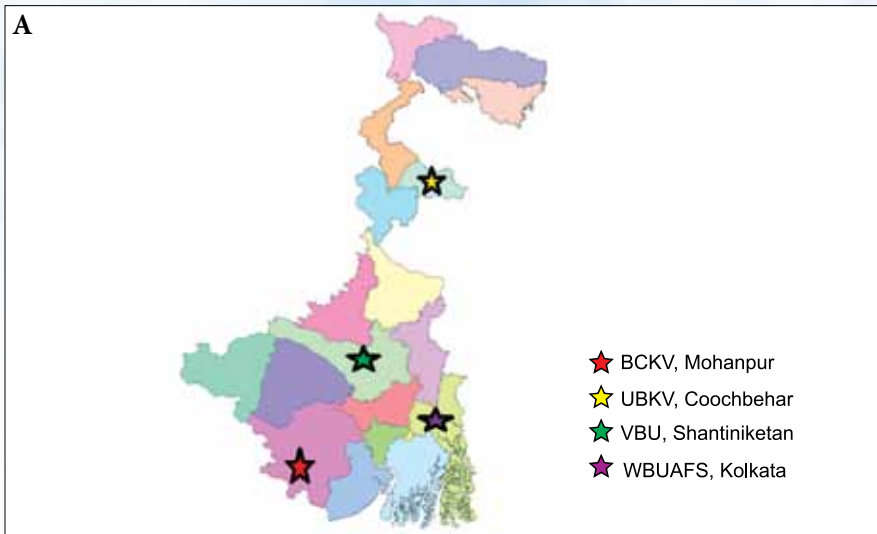 A
BCKV, Mohanpur
UBKV, Coochbehar
VBU, Shantiniketan
WBUAFS, Kolkata